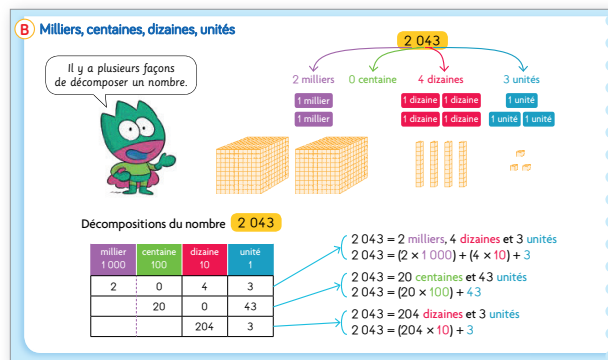 B Milliers, centaines, dizaines, unités
Il y a plusieurs façons
de décomposer un nombre.
2 043
2 milliers 0 centaine 4 dizaines 3 unités
1 millier 1 dizaine 1 dizaine 1 unité
1 millier 1 dizaine 1 dizaine 1 unité 1 unité
Décompositions du nombre 2 043
millier centaine dizaine unité
1 000 100 10 1
2 0 4 3
20 0 43
204 3
2 043 = 2 milliers, 4 dizaines et 3 unités
2 043 = (2 × 1 000) + (4 × 10) + 3
2 043 = 20 centaines et 43 unités
2 043 = (20 × 100) + 43
2 043 = 204 dizaines et 3 unités
2 043 = (204 × 10) + 3